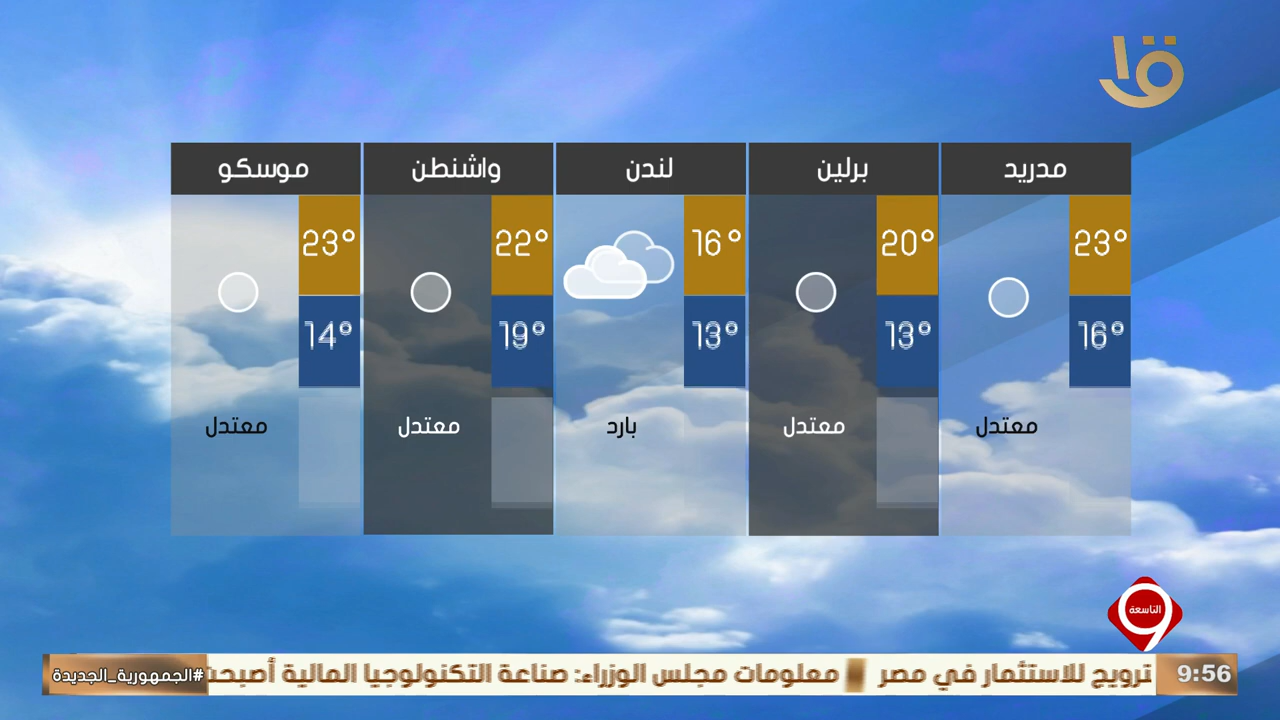 مدريد
23°
16°
معتدل
برلين
20°
13°
معتدل
لندن
16°
13°
بارد
واشنطن
22°
19°
معتدل
موسكو
23°
14°
معتدل
التاسعة
9
9:56
ترويج للاستثمار في مصر معلومات مجلس الوزراء: صناعة التكنولوجيا المالية أصبحت
#الجمهورية_الجديدة